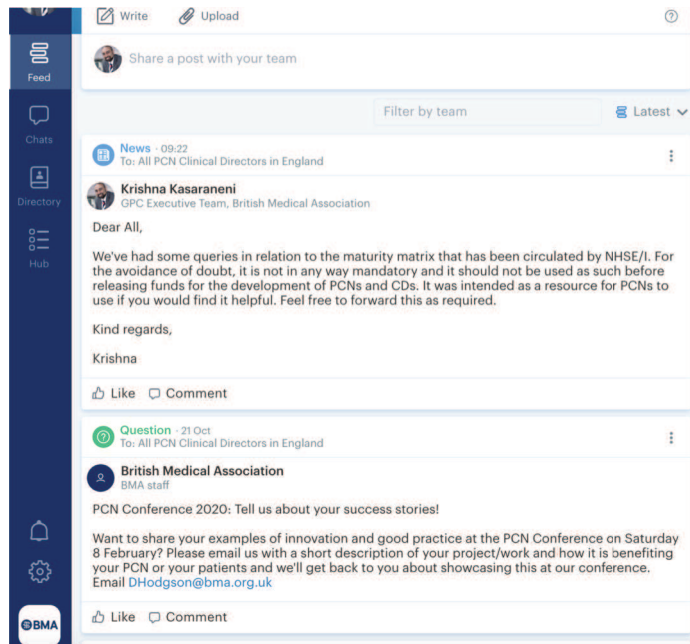 Write
Upload
Share a post with your team
Feed
Filter by team
Latest
Chats
News · 09:22
To: All PCN Clinical Directors in England
Directory
Krishna Kasaraneni
GPC Executive Team, British Medical Association
Hub
Dear All,
We've had some queries in relation to the maturity matrix that has been circulated by NHSE/I. For
the avoidance of doubt, it is not in any way mandatory and it should not be used as such before
releasing funds for the development of PCNs and CDs. It was intended as a resource for PCNs to
use if you would find it helpful. Feel free to forward this as required.
Kind regards,
Krishna
Like
Comment
Question · 21 Oct
To: All PCN Clinical Directors in England
British Medical Association
BMA staff
PCN Conference 2020: Tell us about your success stories!
Want to share your examples of innovation and good practice at the PCN Conference on Saturday
8 February? Please email us with a short description of your project/work and how it is benefiting
your PCN or your patients and we'll get back to you about showcasing this at our conference.
Email DHodgson@bma.org.uk
Like
Comment
BMA